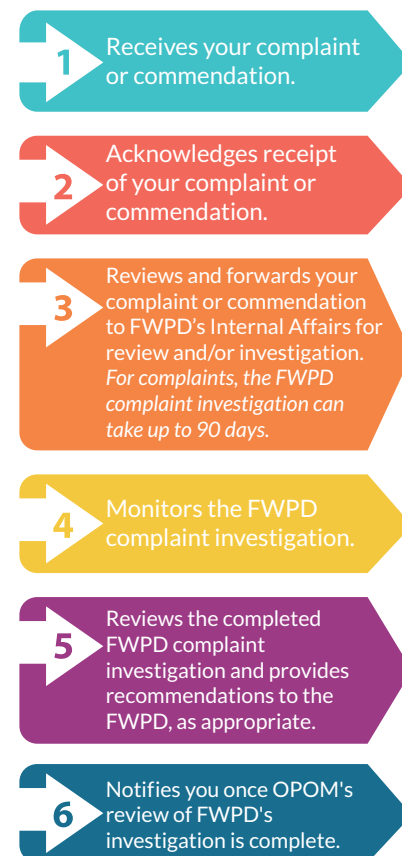 1
Receives your complaint
or commendation.
2
Acknowledges receipt
of your complaint or
commendation.
3
Reviews and forwards your
complaint or commendation
to FWPD's Internal Affairs for
review and/or investigation.
For complaints, the FWPD
complaint investigation can
take up to 90 days.
4
Monitors the FWPD
complaint investigation.
5
Reviews the completed
FWPD complaint
investigation and provides
recommendations to the
FWPD, as appropriate.
6
Notifies you once OPOM's
review of FWPD's
investigation is complete.